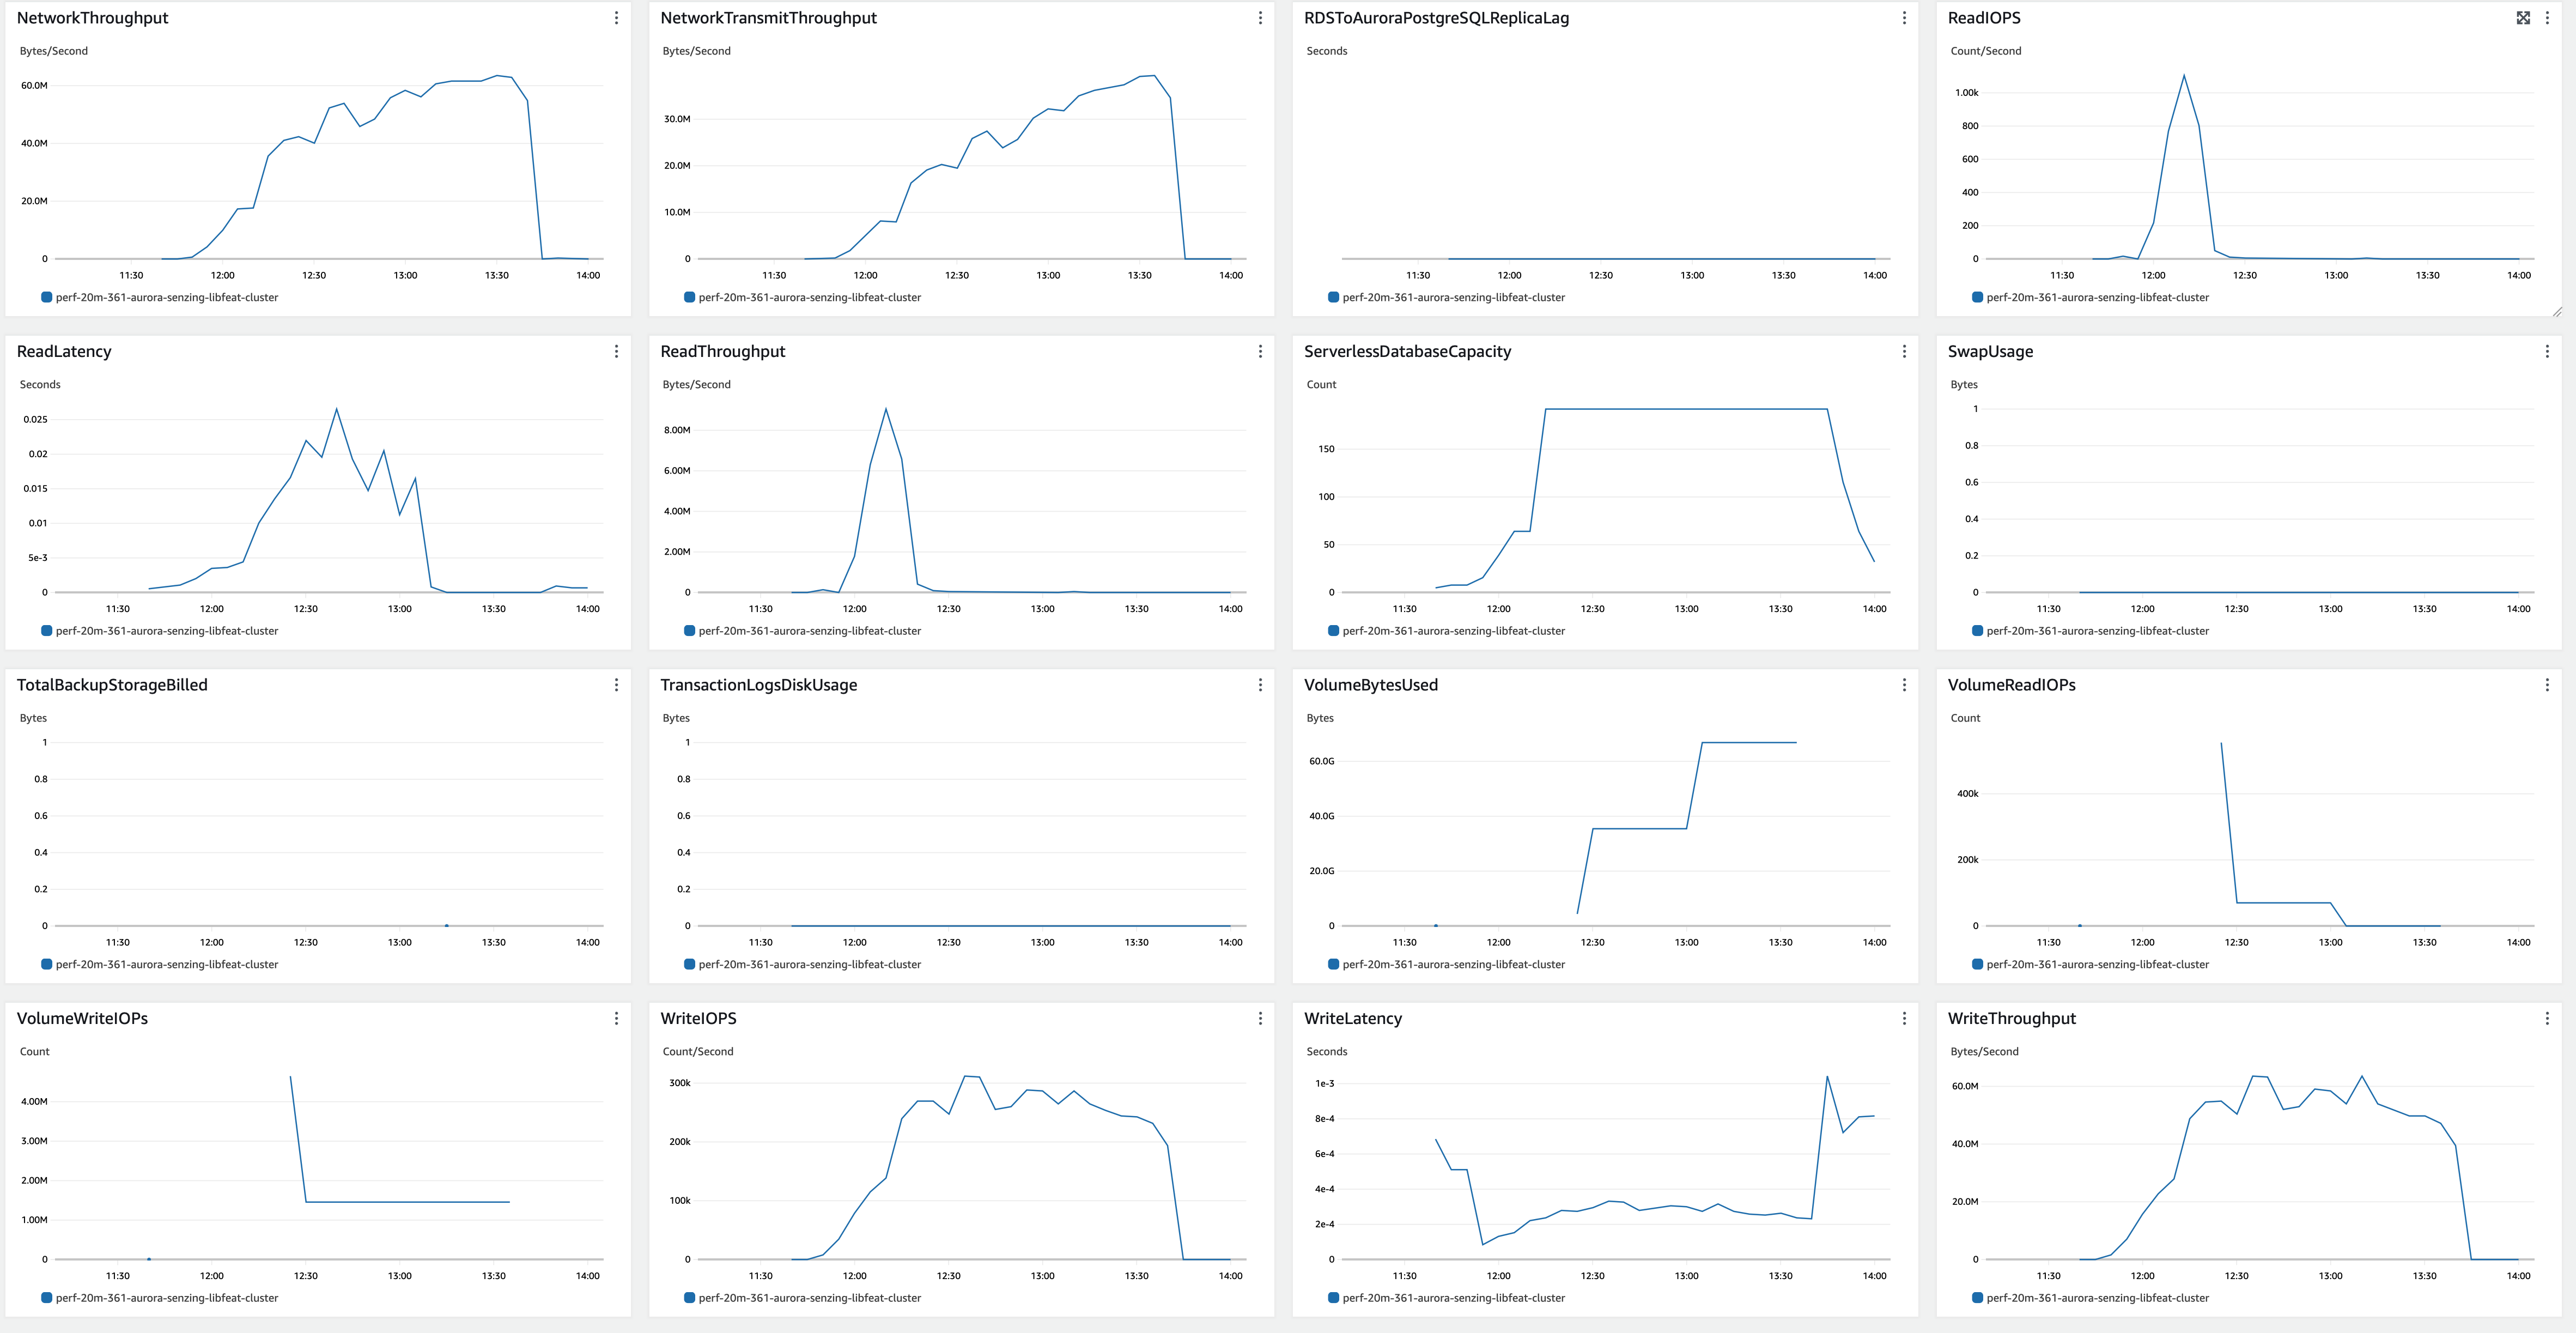 NetworkThroughput
Bytes/Second
60.0M
40.0M
20.0M
0
11:30 12:00 12:30 13:00 13:30 14:00
perf-20m-361-aurora-senzing-libfeat-cluster
NetworkTransmitThroughput
Bytes/Second
30.0M
20.0M
10.0M
0
11:30 12:00 12:30 13:00 13:30 14:00
perf-20m-361-aurora-senzing-libfeat-cluster
RDSToAuroraPostgreSQLReplicaLag
Seconds
11:30 12:00 12:30 13:00 13:30 14:00
perf-20m-361-aurora-senzing-libfeat-cluster
ReadIOPS
Count/Second
1.00k
800
600
400
200
0
11:30 12:00 12:30 13:00 13:30 14:00
perf-20m-361-aurora-senzing-libfeat-cluster
ReadLatency
Seconds
0.025
0.02
0.015
0.01
5e-3
0
11:30 12:00 12:30 13:00 13:30 14:00
perf-20m-361-aurora-senzing-libfeat-cluster
ReadThroughput
Bytes/Second
8.00M
6.00M
4.00M
2.00M
0
11:30 12:00 12:30 13:00 13:30 14:00
perf-20m-361-aurora-senzing-libfeat-cluster
ServerlessDatabaseCapacity
Count
150
100
50
0
11:30 12:00 12:30 13:00 13:30 14:00
perf-20m-361-aurora-senzing-libfeat-cluster
SwapUsage
Bytes
1
0.8
0.6
0.4
0.2
0
11:30 12:00 12:30 13:00 13:30 14:00
perf-20m-361-aurora-senzing-libfeat-cluster
TotalBackupStorageBilled
Bytes
1
0.8
0.6
0.4
0.2
0
11:30 12:00 12:30 13:00 13:30 14:00
perf-20m-361-aurora-senzing-libfeat-cluster
TransactionLogsDiskUsage
Bytes
1
0.8
0.6
0.4
0.2
0
11:30 12:00 12:30 13:00 13:30 14:00
perf-20m-361-aurora-senzing-libfeat-cluster
VolumeBytesUsed
Bytes
60.0G
40.0G
20.0G
0
11:30 12:00 12:30 13:00 13:30 14:00
perf-20m-361-aurora-senzing-libfeat-cluster
VolumeReadIOPs
Count
400k
200k
0
11:30 12:00 12:30 13:00 13:30 14:00
perf-20m-361-aurora-senzing-libfeat-cluster
VolumeWriteIOPs
Count
4.00M
3.00M
2.00M
1.00M
0
11:30 12:00 12:30 13:00 13:30 14:00
perf-20m-361-aurora-senzing-libfeat-cluster
WriteIOPS
Count/Second
300k
200k
100k
0
11:30 12:00 12:30 13:00 13:30 14:00
perf-20m-361-aurora-senzing-libfeat-cluster
WriteLatency
Seconds
1e-3
8e-4
6e-4
4e-4
2e-4
0
11:30 12:00 12:30 13:00 13:30 14:00
perf-20m-361-aurora-senzing-libfeat-cluster
WriteThroughput
Bytes/Second
60.0M
40.0M
20.0M
0
11:30 12:00 12:30 13:00 13:30 14:00
perf-20m-361-aurora-senzing-libfeat-cluster